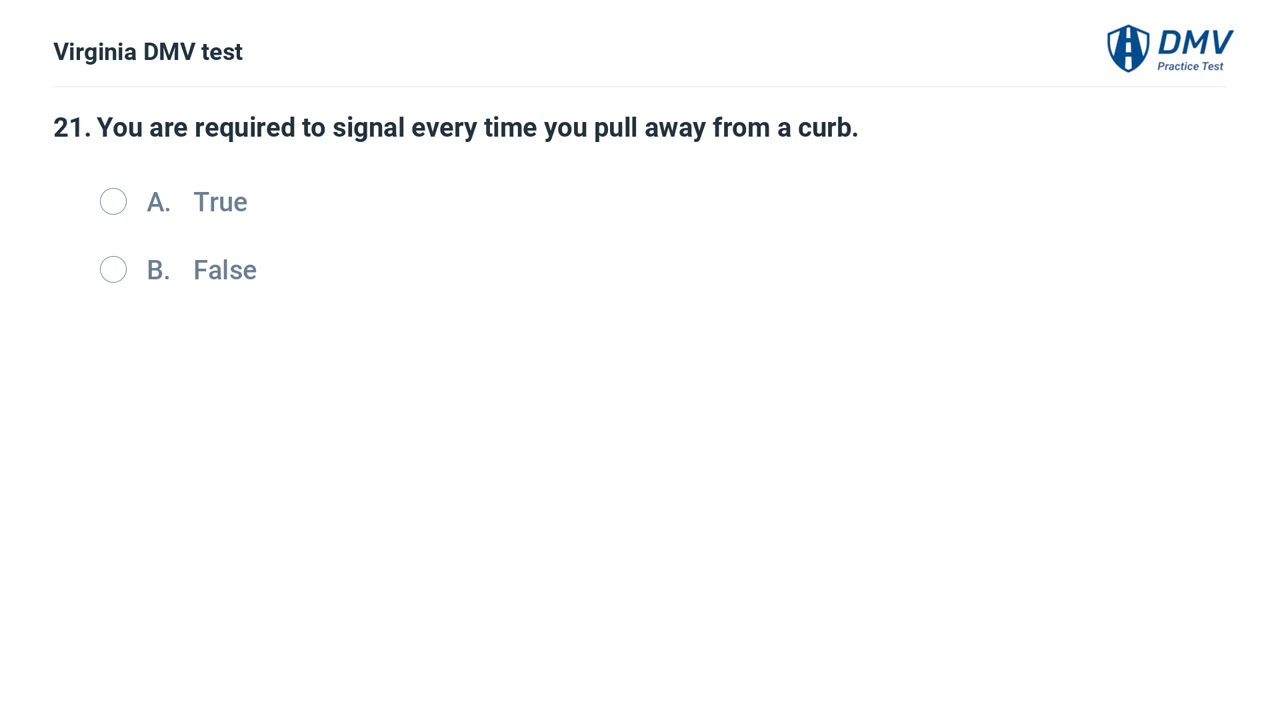 Virginia DMV test
DMV
Practice Test
21. You are required to signal every time you pull away from a curb.
A. True
B. False